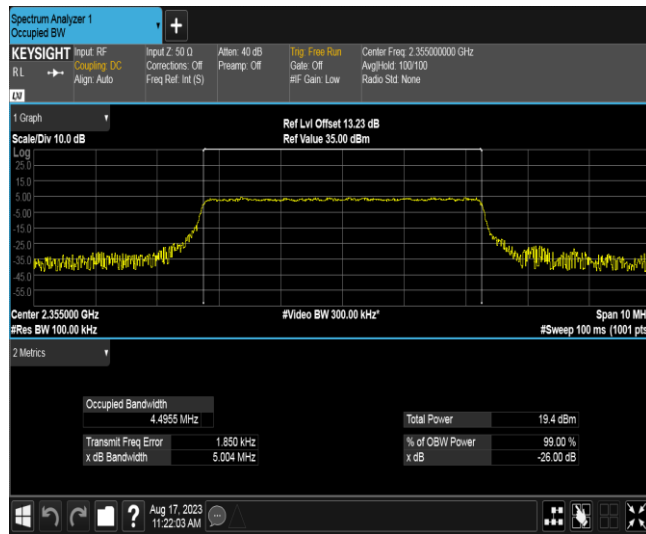 Spectrum Analyzer 1
Occupied BW
+
KEYSIGHT
R L
LXI
Input: RF
Coupling: DC
Align: Auto
Input Z: 50 Ω
Corrections: Off
Freq Ref: Int (S)
Atten: 40 dB
Preamp: Off
Trig: Free Run
Gate: Off
#IF Gain: Low
Center Freq: 2.355000000 GHz
Avg|Hold: 100/100
Radio Std: None
1 Graph
Scale/Div 10.0 dB
Ref Lvl Offset 13.23 dB
Ref Value 35.00 dBm
Log
25.0
15.0
5.00
-5.00
-15.0
-25.0
-35.0
-45.0
-55.0
Center 2.355000 GHz
#Res BW 100.00 kHz
#Video BW 300.00 kHz*
Span 10 MH
#Sweep 100 ms (1001 pts
2 Metrics
Occupied Bandwidth
4.4955 MHz
Transmit Freq Error 1.850 kHz
x dB Bandwidth 5.004 MHz
Total Power 19.4 dBm
% of OBW Power 99.00 %
x dB -26.00 dB
?
Aug 17, 2023
11:22:03 AM